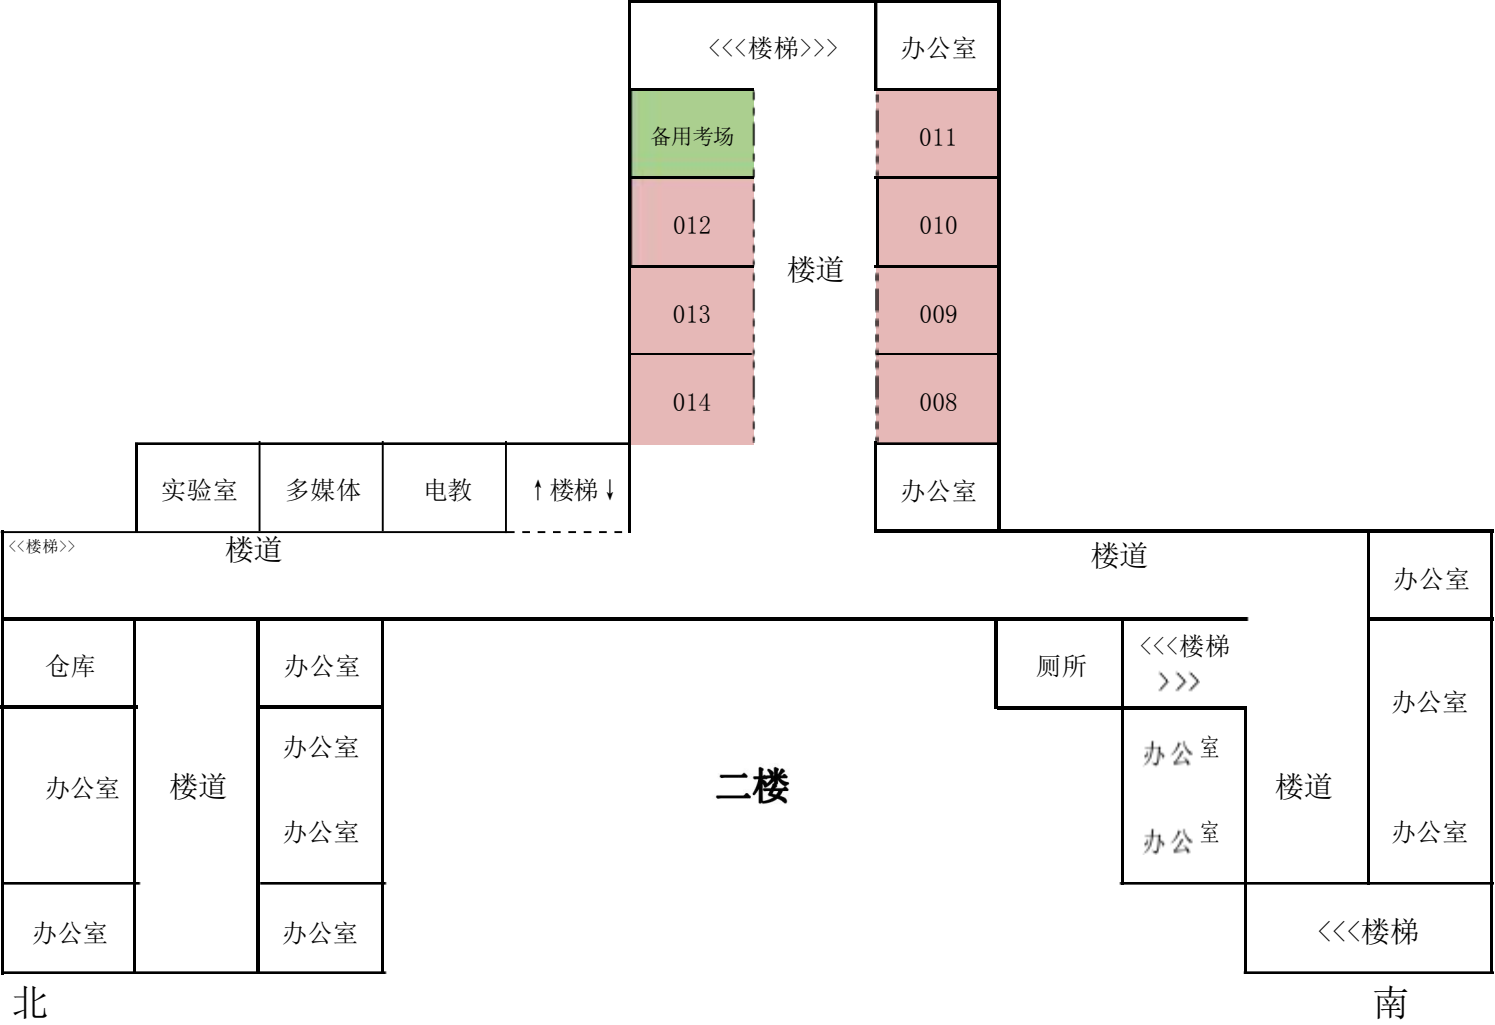 <<<楼梯>>>
办公室
备用考场
011
012
010
楼道
013
009
014
008
实验室
多媒体
电教
↑楼梯↓
办公室
<<楼梯>>
楼道
楼道
办公室
仓库
办公室
厕所
<<<楼梯
>>>
办公室
办公室
办公室
办公室
楼道
二楼
楼道
办公室
办公室
办公室
办公室
办公室
<<<楼梯
北
南